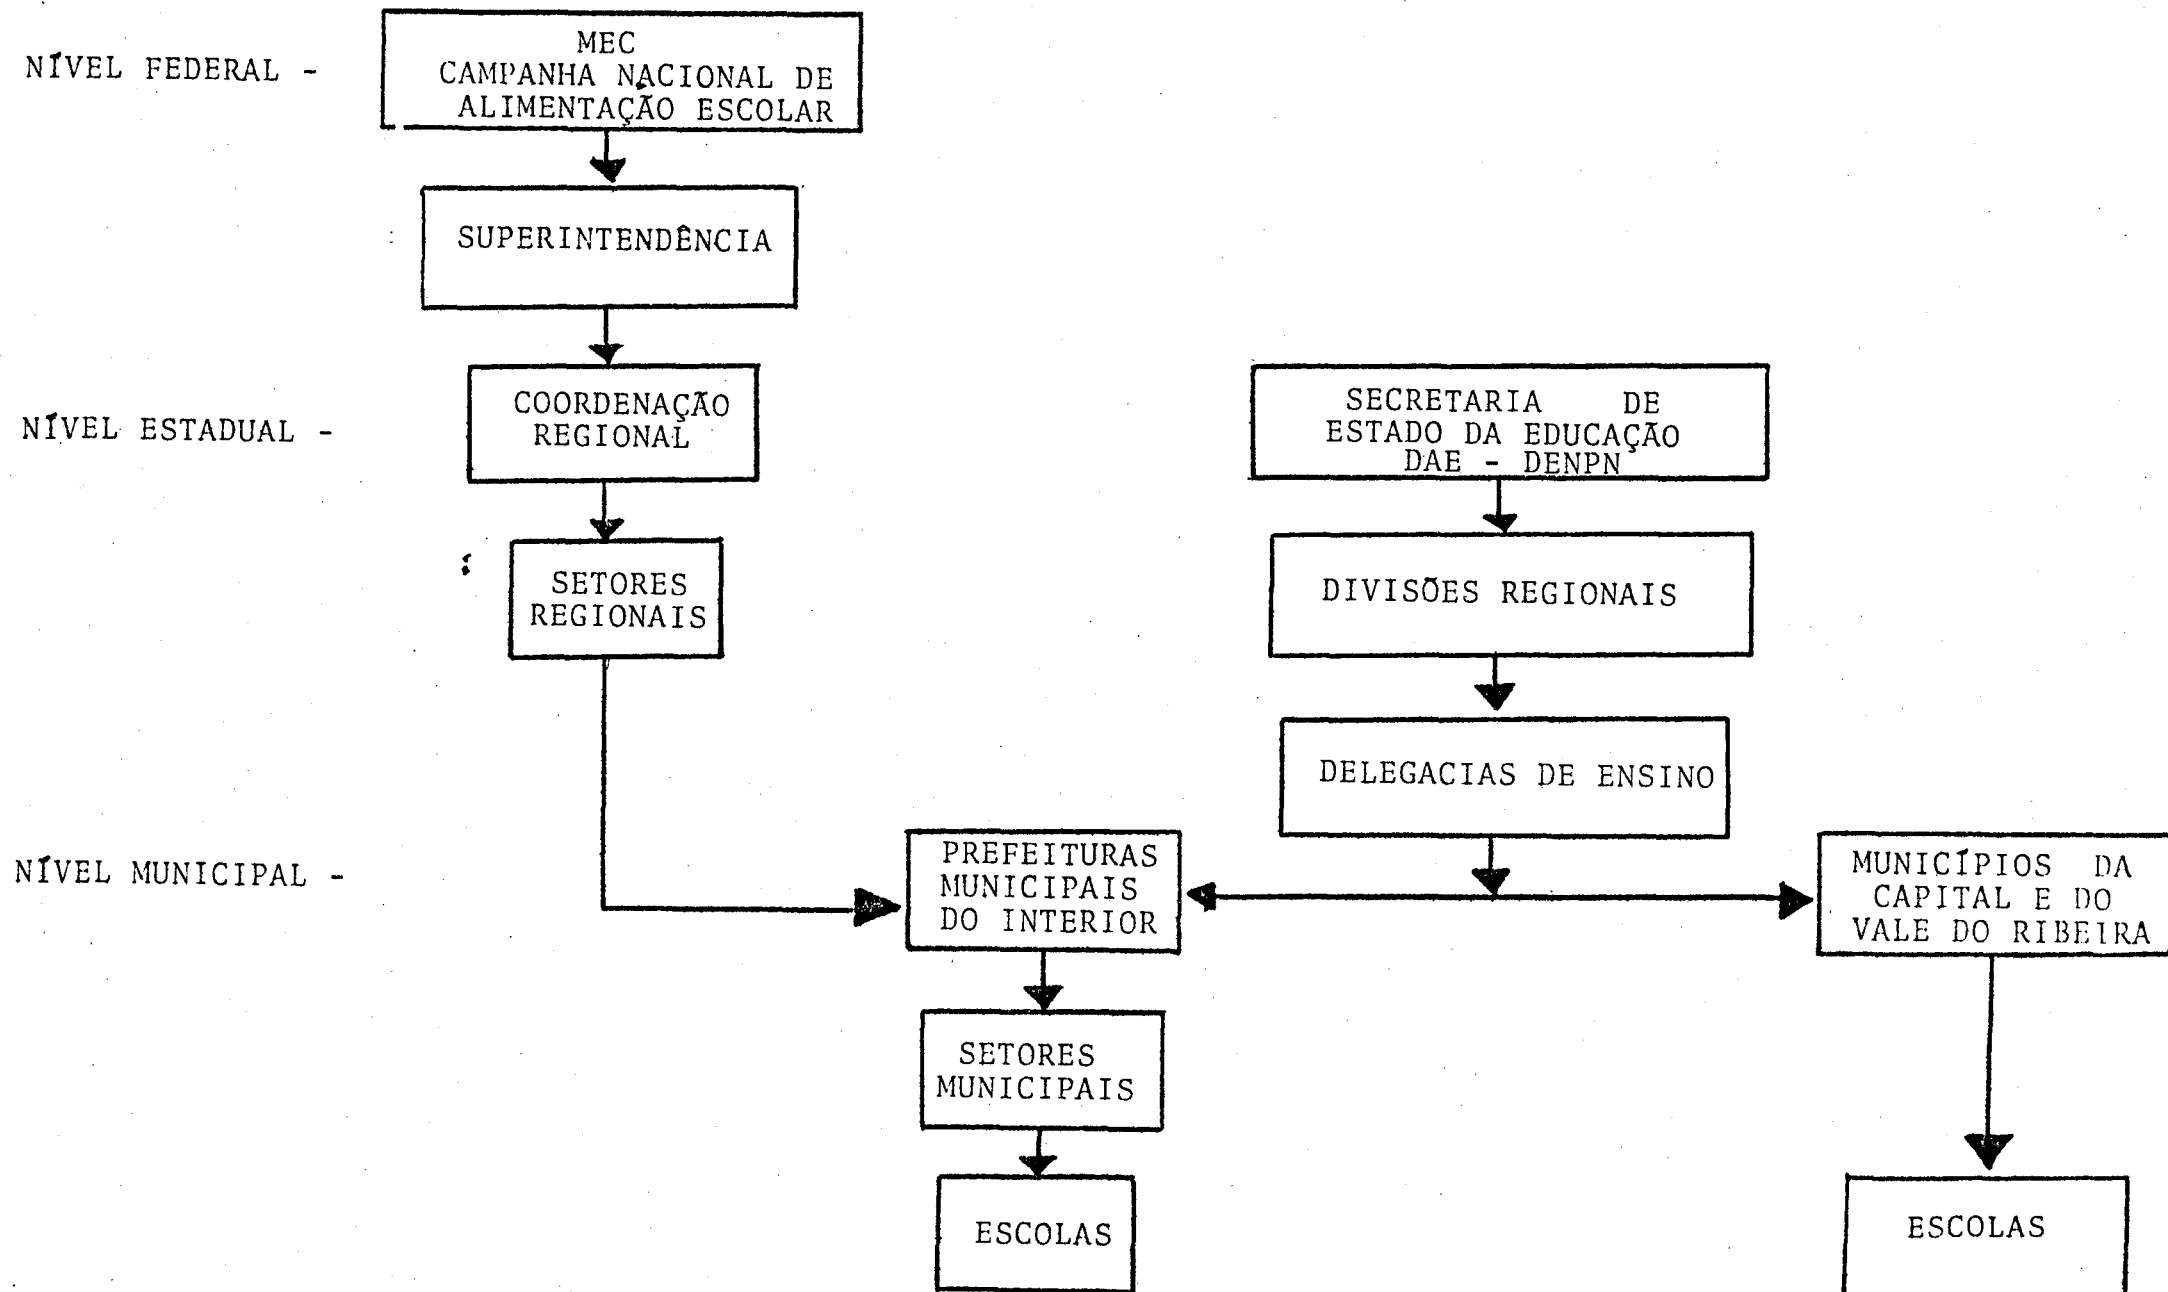 NÍVEL FEDERAL -
MEC
CAMPANHA NACIONAL DE
ALIMENTAÇÃO ESCOLAR
SUPERINTENDÊNCIA
NÍVEL ESTADUAL -
COORDENAÇÃO
REGIONAL
SECRETARIA DE
ESTADO DA EDUCAÇÃO
DAE - DENPN
SETORES
REGIONAIS
DIVISÕES REGIONAIS
DELEGACIAS DE ENSINO
NÍVEL MUNICIPAL -
PREFEITURAS
MUNICIPAIS
DO INTERIOR
MUNICÍPIOS DA
CAPITAL E DO
VALE DO RIBEIRA
SETORES
MUNICIPAIS
ESCOLAS
ESCOLAS